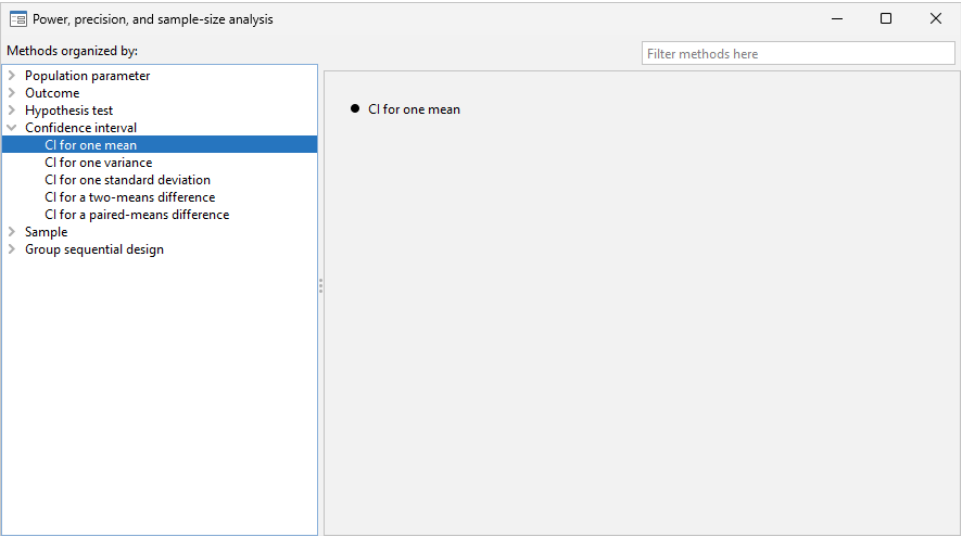 Power, precision, and sample-size analysis
Methods organized by:
Filter methods here
Population parameter
Outcome
Hypothesis test
Confidence interval
CI for one mean
CI for one variance
CI for one standard deviation
CI for a two-means difference
CI for a paired-means difference
Sample
Group sequential design
CI for one mean